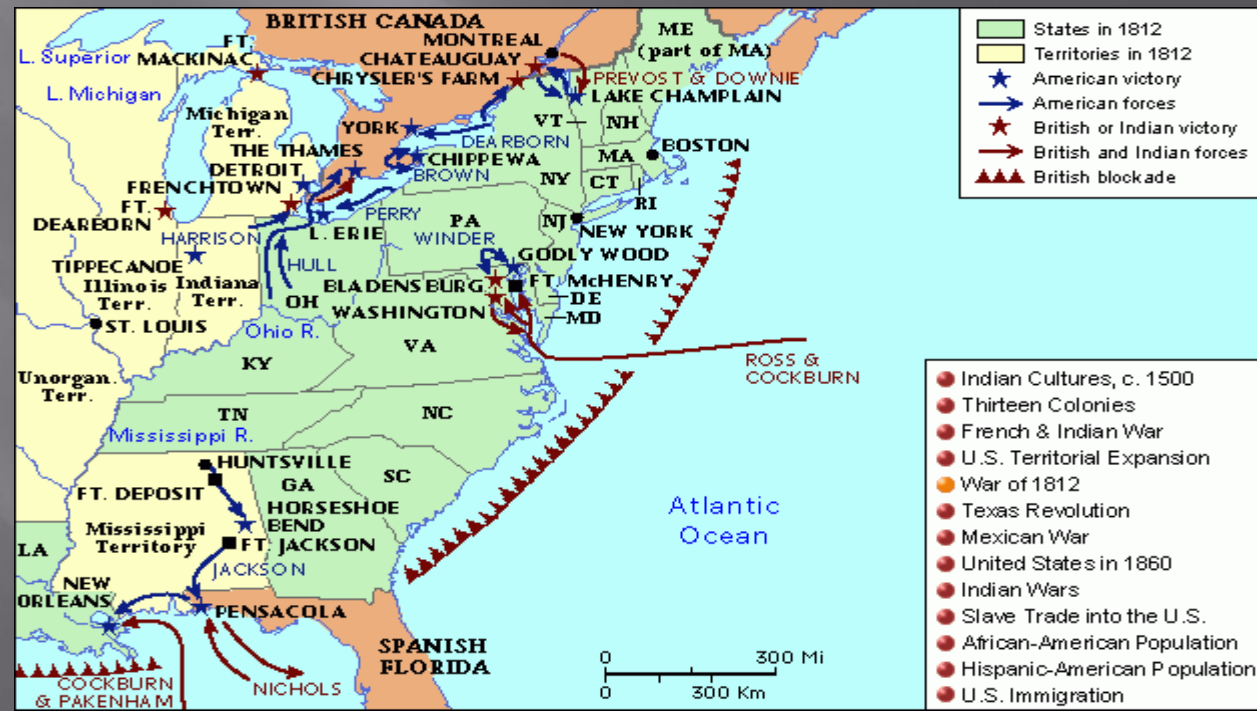 BRITISH CANADA
ME
(part of MA)
MONTREAL
FT.
MACKINAC
L. Superior
CHATEAUGUAY
CHRYSLER'S FARM
PREVOST & DOWNIE
LAKE CHAMPLAIN
L. Michigan
Michigan
Terr.
YORK
VT
NH
DEARBORN
THE THAMES
DETROIT
CHIPPEWA
BROWN
MA
BOSTON
FRENCHTOWN
NY
CT
RI
FT.
DEARBORN
PERRY
HARRISON
L. ERIE
PA
NJ
NEW YORK
WINDER
GODLY WOOD
HULL
TIPPECANOE
FT. McHENRY
Illinois
Terr.
Indiana
Terr.
BLADENSBURG
DE
OH
WASHINGTON
MD
ST. LOUIS
Ohio R.
VA
KY
ROSS &
COCKBURN
Unorgan.
Terr.
TN
NC
Mississippi R.
HUNTSVILLE
SC
GA
FT. DEPOSIT
HORSESHOE
BEND
Mississippi
Territory
FT. JACKSON
LA
JACKSON
NEW
ORLEANS
PENSACOLA
Atlantic
Ocean
SPANISH
FLORIDA
COCKBURN
& PAKENHAM
NICHOLS
0 300 Mi
0 300 Km
States in 1812
Territories in 1812
American victory
American forces
British or Indian victory
British and Indian forces
British blockade
Indian Cultures, c. 1500
Thirteen Colonies
French & Indian War
U.S. Territorial Expansion
War of 1812
Texas Revolution
Mexican War
United States in 1860
Indian Wars
Slave Trade into the U.S.
African-American Population
Hispanic-American Population
U.S. Immigration